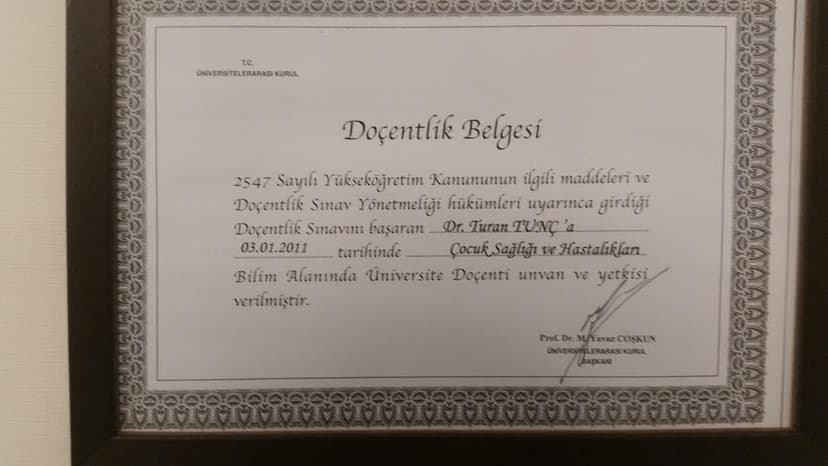 T.C.
ÜNİVERSİTELERARASI KURUL
Doçentlik Belgesi
2547 Sayılı Yükseköğretim Kanununun ilgili maddeleri ve
Doçentlik Sınav Yönetmeliği hükümleri uyarınca girdiği
Doçentlik Sınavını başaran Dr. Turan TUNÇ 'a
03.01.2011 tarihinde Çocuk Sağlığı ve Hastalıkları
Bilim Alanında Üniversite Doçenti unvan ve yetkisi
verilmiştir.
Prof. Dr. M. Yavuz COŞKUN
ÜNİVERSİTELERARASI KURUL
BAŞKANI